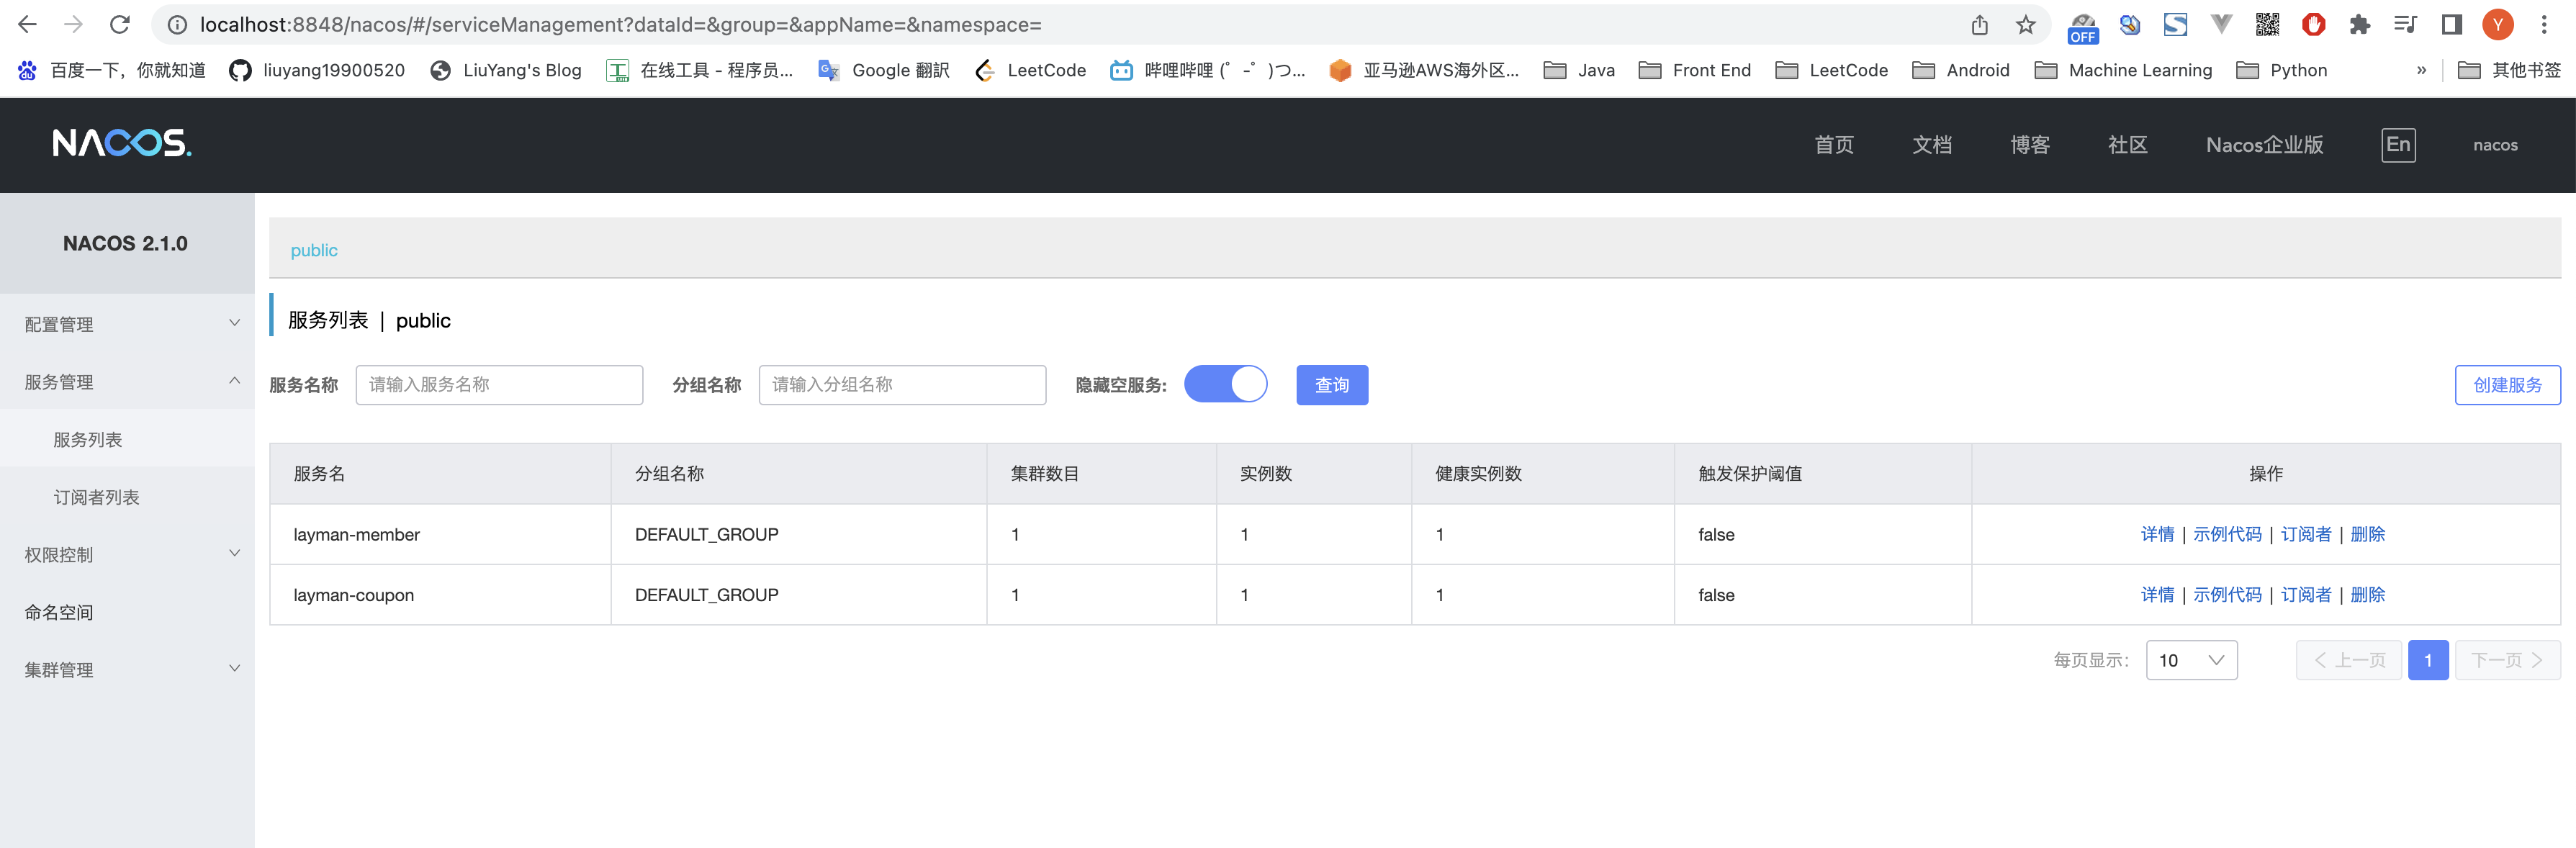 localhost:8848/nacos/#/serviceManagement?dataId=&group=&appName=&namespace=
OFF
Y
百度一下，你就知道 liuyang19900520 LiuYang's Blog 在线工具 - 程序员... Google 翻訳 LeetCode 哔哩哔哩 (゜-゜)つ... 亚马逊AWS海外区... Java Front End LeetCode Android Machine Learning Python » 其他书签
NACOS. 首页 文档 博客 社区 Nacos企业版 En nacos
NACOS 2.1.0
配置管理
服务管理
服务列表
订阅者列表
权限控制
命名空间
集群管理
public
服务列表 | public
服务名称 请输入服务名称 分组名称 请输入分组名称 隐藏空服务: 查询 创建服务
服务名 分组名称 集群数目 实例数 健康实例数 触发保护阈值 操作
layman-member DEFAULT_GROUP 1 1 1 false 详情 | 示例代码 | 订阅者 | 删除
layman-coupon DEFAULT_GROUP 1 1 1 false 详情 | 示例代码 | 订阅者 | 删除
每页显示: 10 上一页 1 下一页